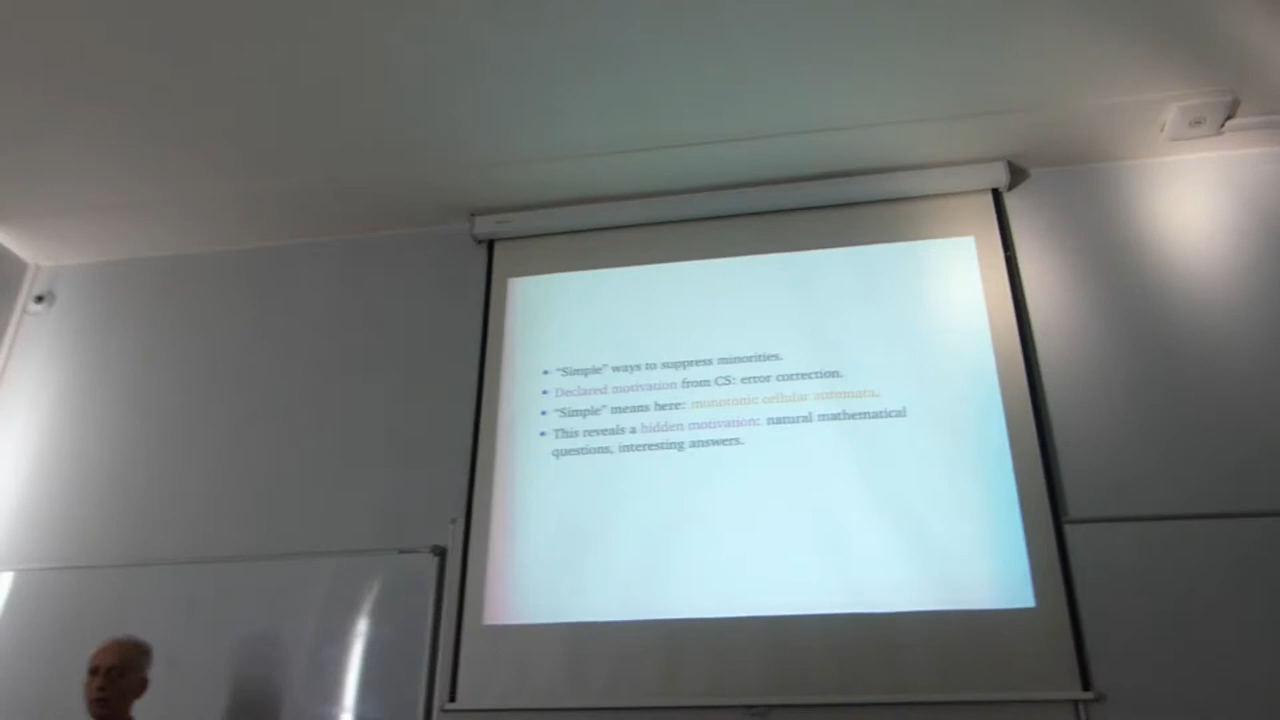 • "Simple" ways to suppress minorities.
• Declared motivation from CS: error correction.
• "Simple" means here: monotonic cellular automata.
• This reveals a hidden motivation: natural mathematical
questions, interesting answers.